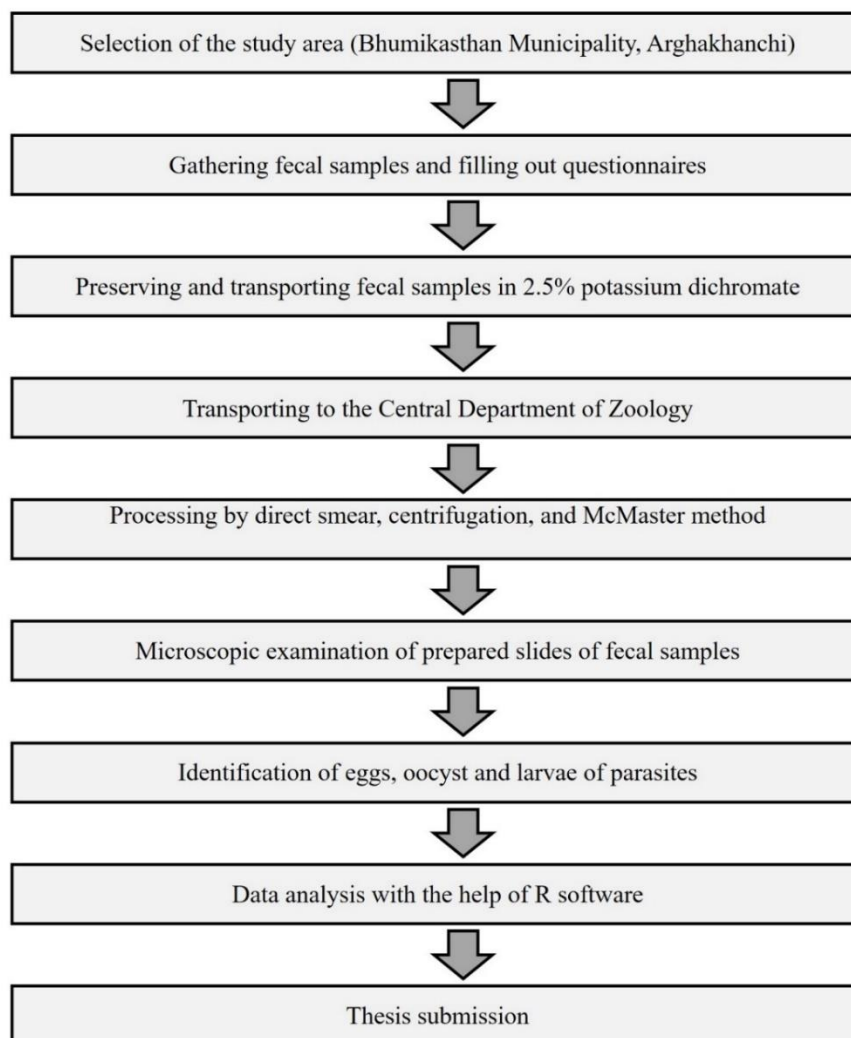 Selection of the study area (Bhumikasthan Municipality, Arghakhanchi)
Gathering fecal samples and filling out questionnaires
Preserving and transporting fecal samples in 2.5% potassium dichromate
Transporting to the Central Department of Zoology
Processing by direct smear, centrifugation, and McMaster method
Microscopic examination of prepared slides of fecal samples
Identification of eggs, oocyst and larvae of parasites
Data analysis with the help of R software
Thesis submission